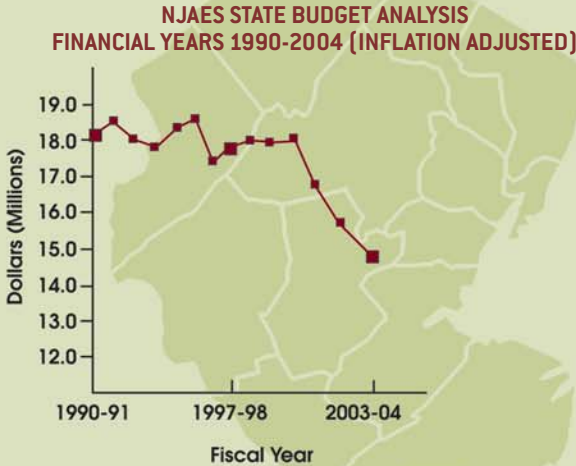 NJAES STATE BUDGET ANALYSIS
FINANCIAL YEARS 1990-2004 (INFLATION ADJUSTED)
Dollars (Millions)
19.0
18.0
17.0
16.0
15.0
14.0
13.0
12.0
1990-91 1997-98 2003-04
Fiscal Year